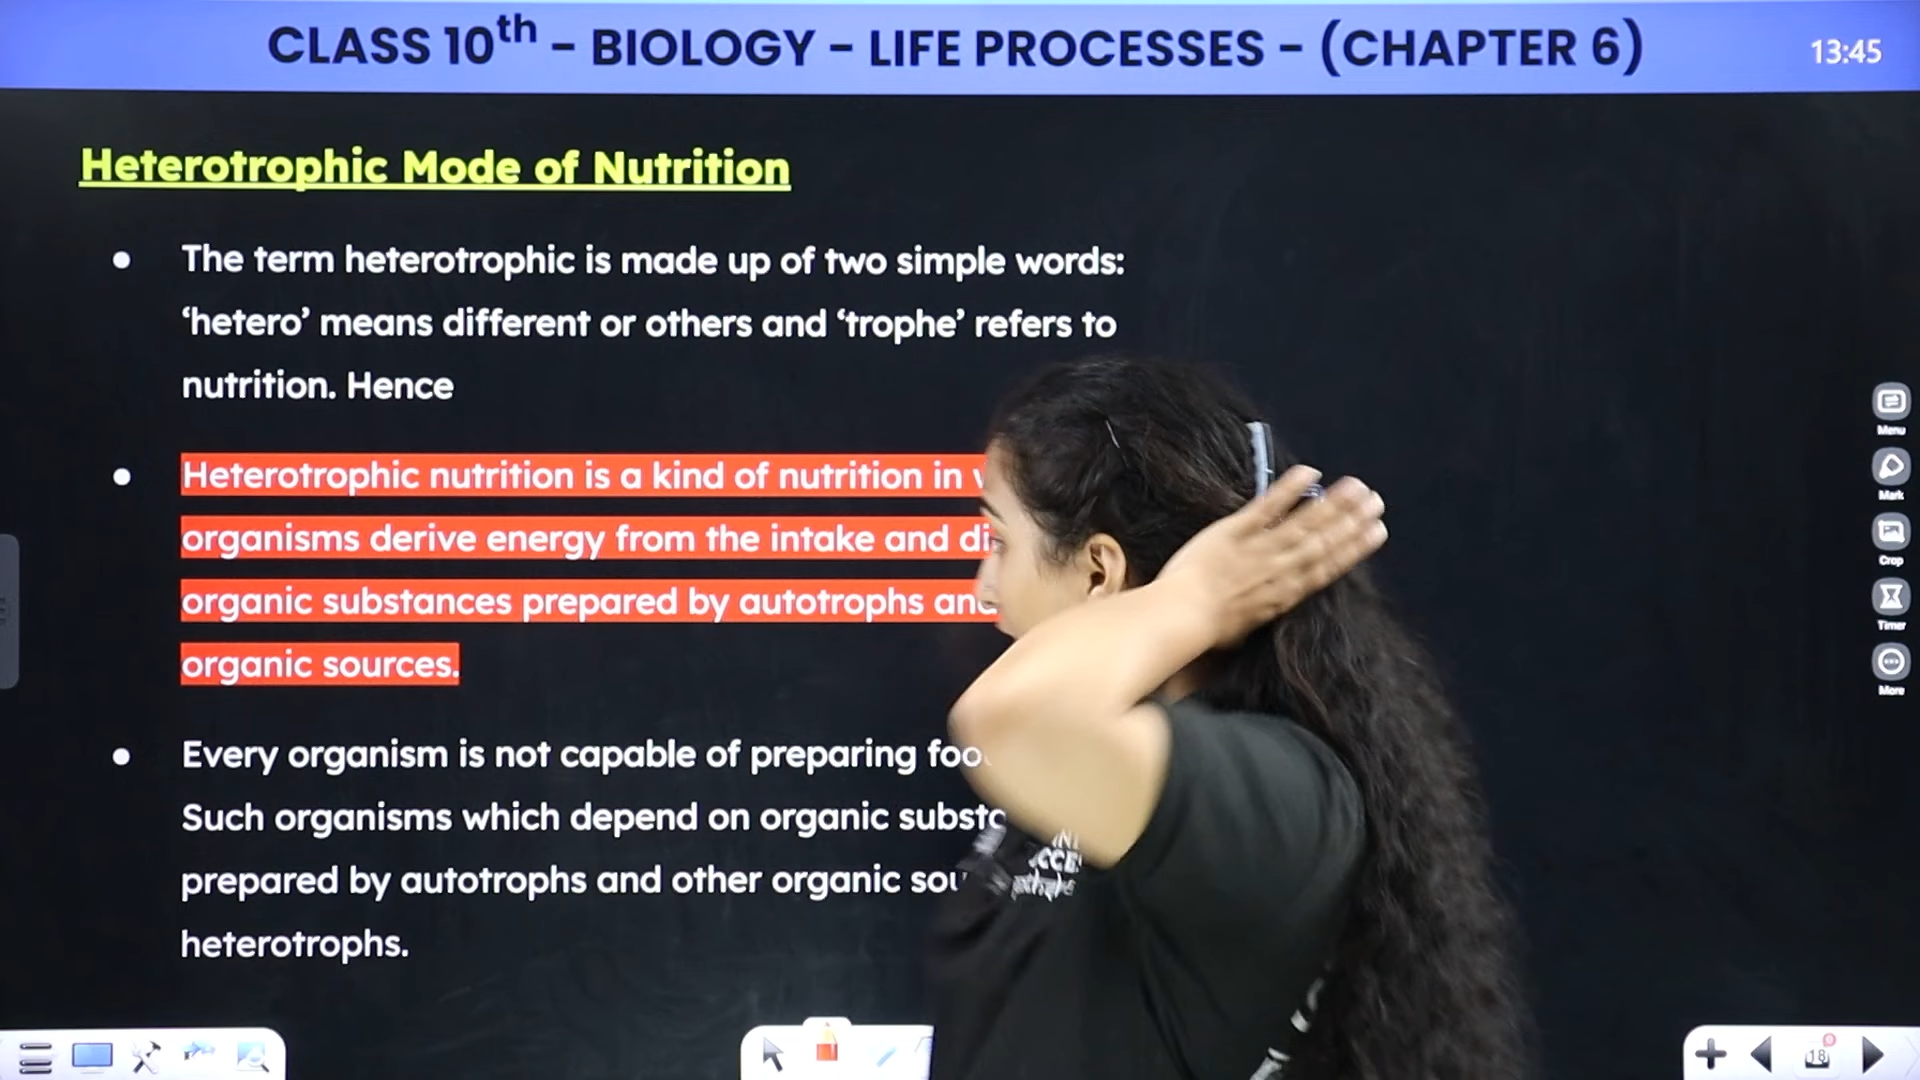 CLASS 10th - BIOLOGY - LIFE PROCESSES - (CHAPTER 6)
13:45
Heterotrophic Mode of Nutrition
• The term heterotrophic is made up of two simple words:
‘hetero’ means different or others and ‘trophe’ refers to
nutrition. Hence
• Heterotrophic nutrition is a kind of nutrition in
organisms derive energy from the intake and
organic substances prepared by autotrophs and
organic sources.
• Every organism is not capable of preparing
Such organisms which depend on organic
prepared by autotrophs and other organic
heterotrophs.
Menu
Mark
Crop
Timer
More
18